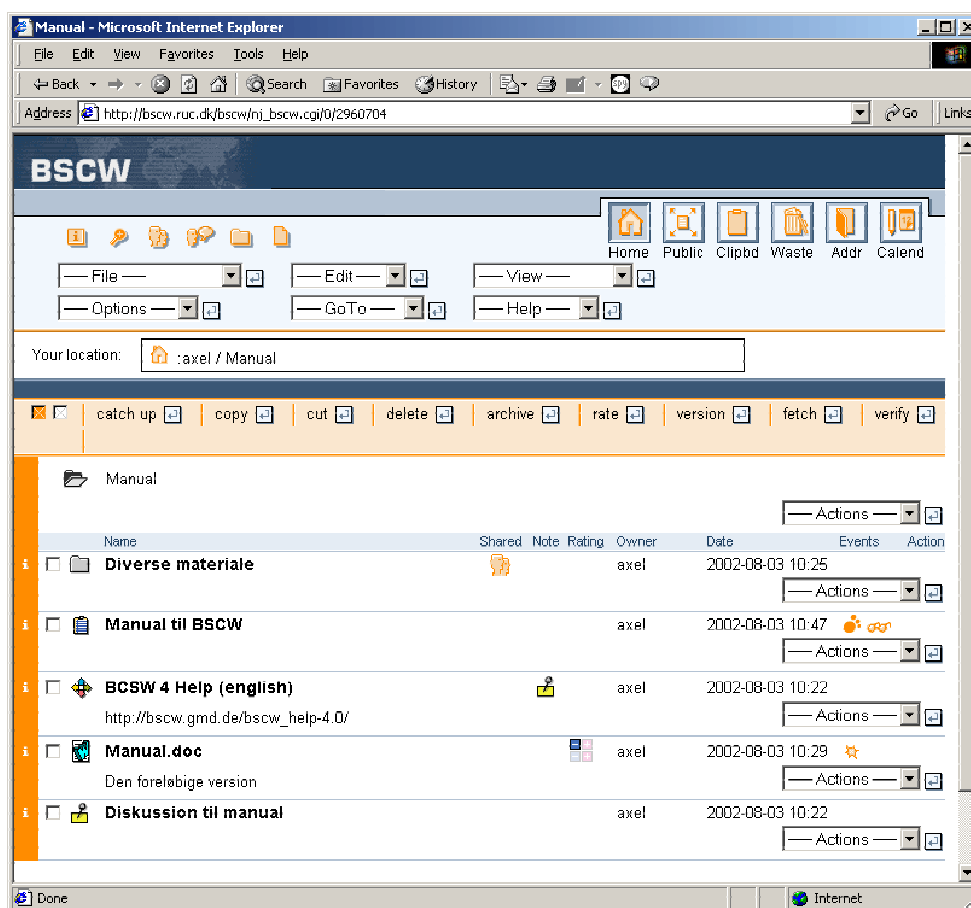 Manual - Microsoft Internet Explorer
File Edit View Favorites Tools Help
Back Search Favorites History
Address http://bscw.ruc.dk/bscw/nj_bscw.cgi/0/2960704 Go Links
BSCW
Home Public Clipbd Waste Addr Calend
File Edit View
Options GoTo Help
Your location: :axel / Manual
catch up copy cut delete archive rate version fetch verify
Manual
Actions
Name Shared Note Rating Owner Date Events Action
Diverse materiale axel 2002-08-03 10:25
Actions
Manual til BSCW axel 2002-08-03 10:47
Actions
BCSW 4 Help (english) axel 2002-08-03 10:22
http://bscw.gmd.de/bscw_help-4.0/ Actions
Manual.doc axel 2002-08-03 10:29
Den foreløbige version Actions
Diskussion til manual axel 2002-08-03 10:22
Actions
Done Internet